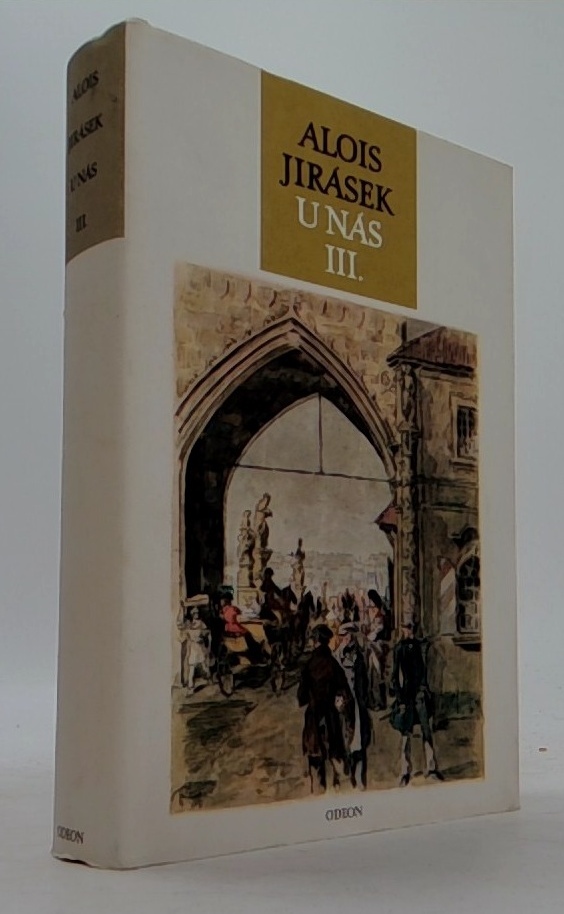 ALOIS
JIRÁSEK
U NÁS
III.
ODEON
ALOIS
JIRÁSEK
U NÁS
III.
ODEON